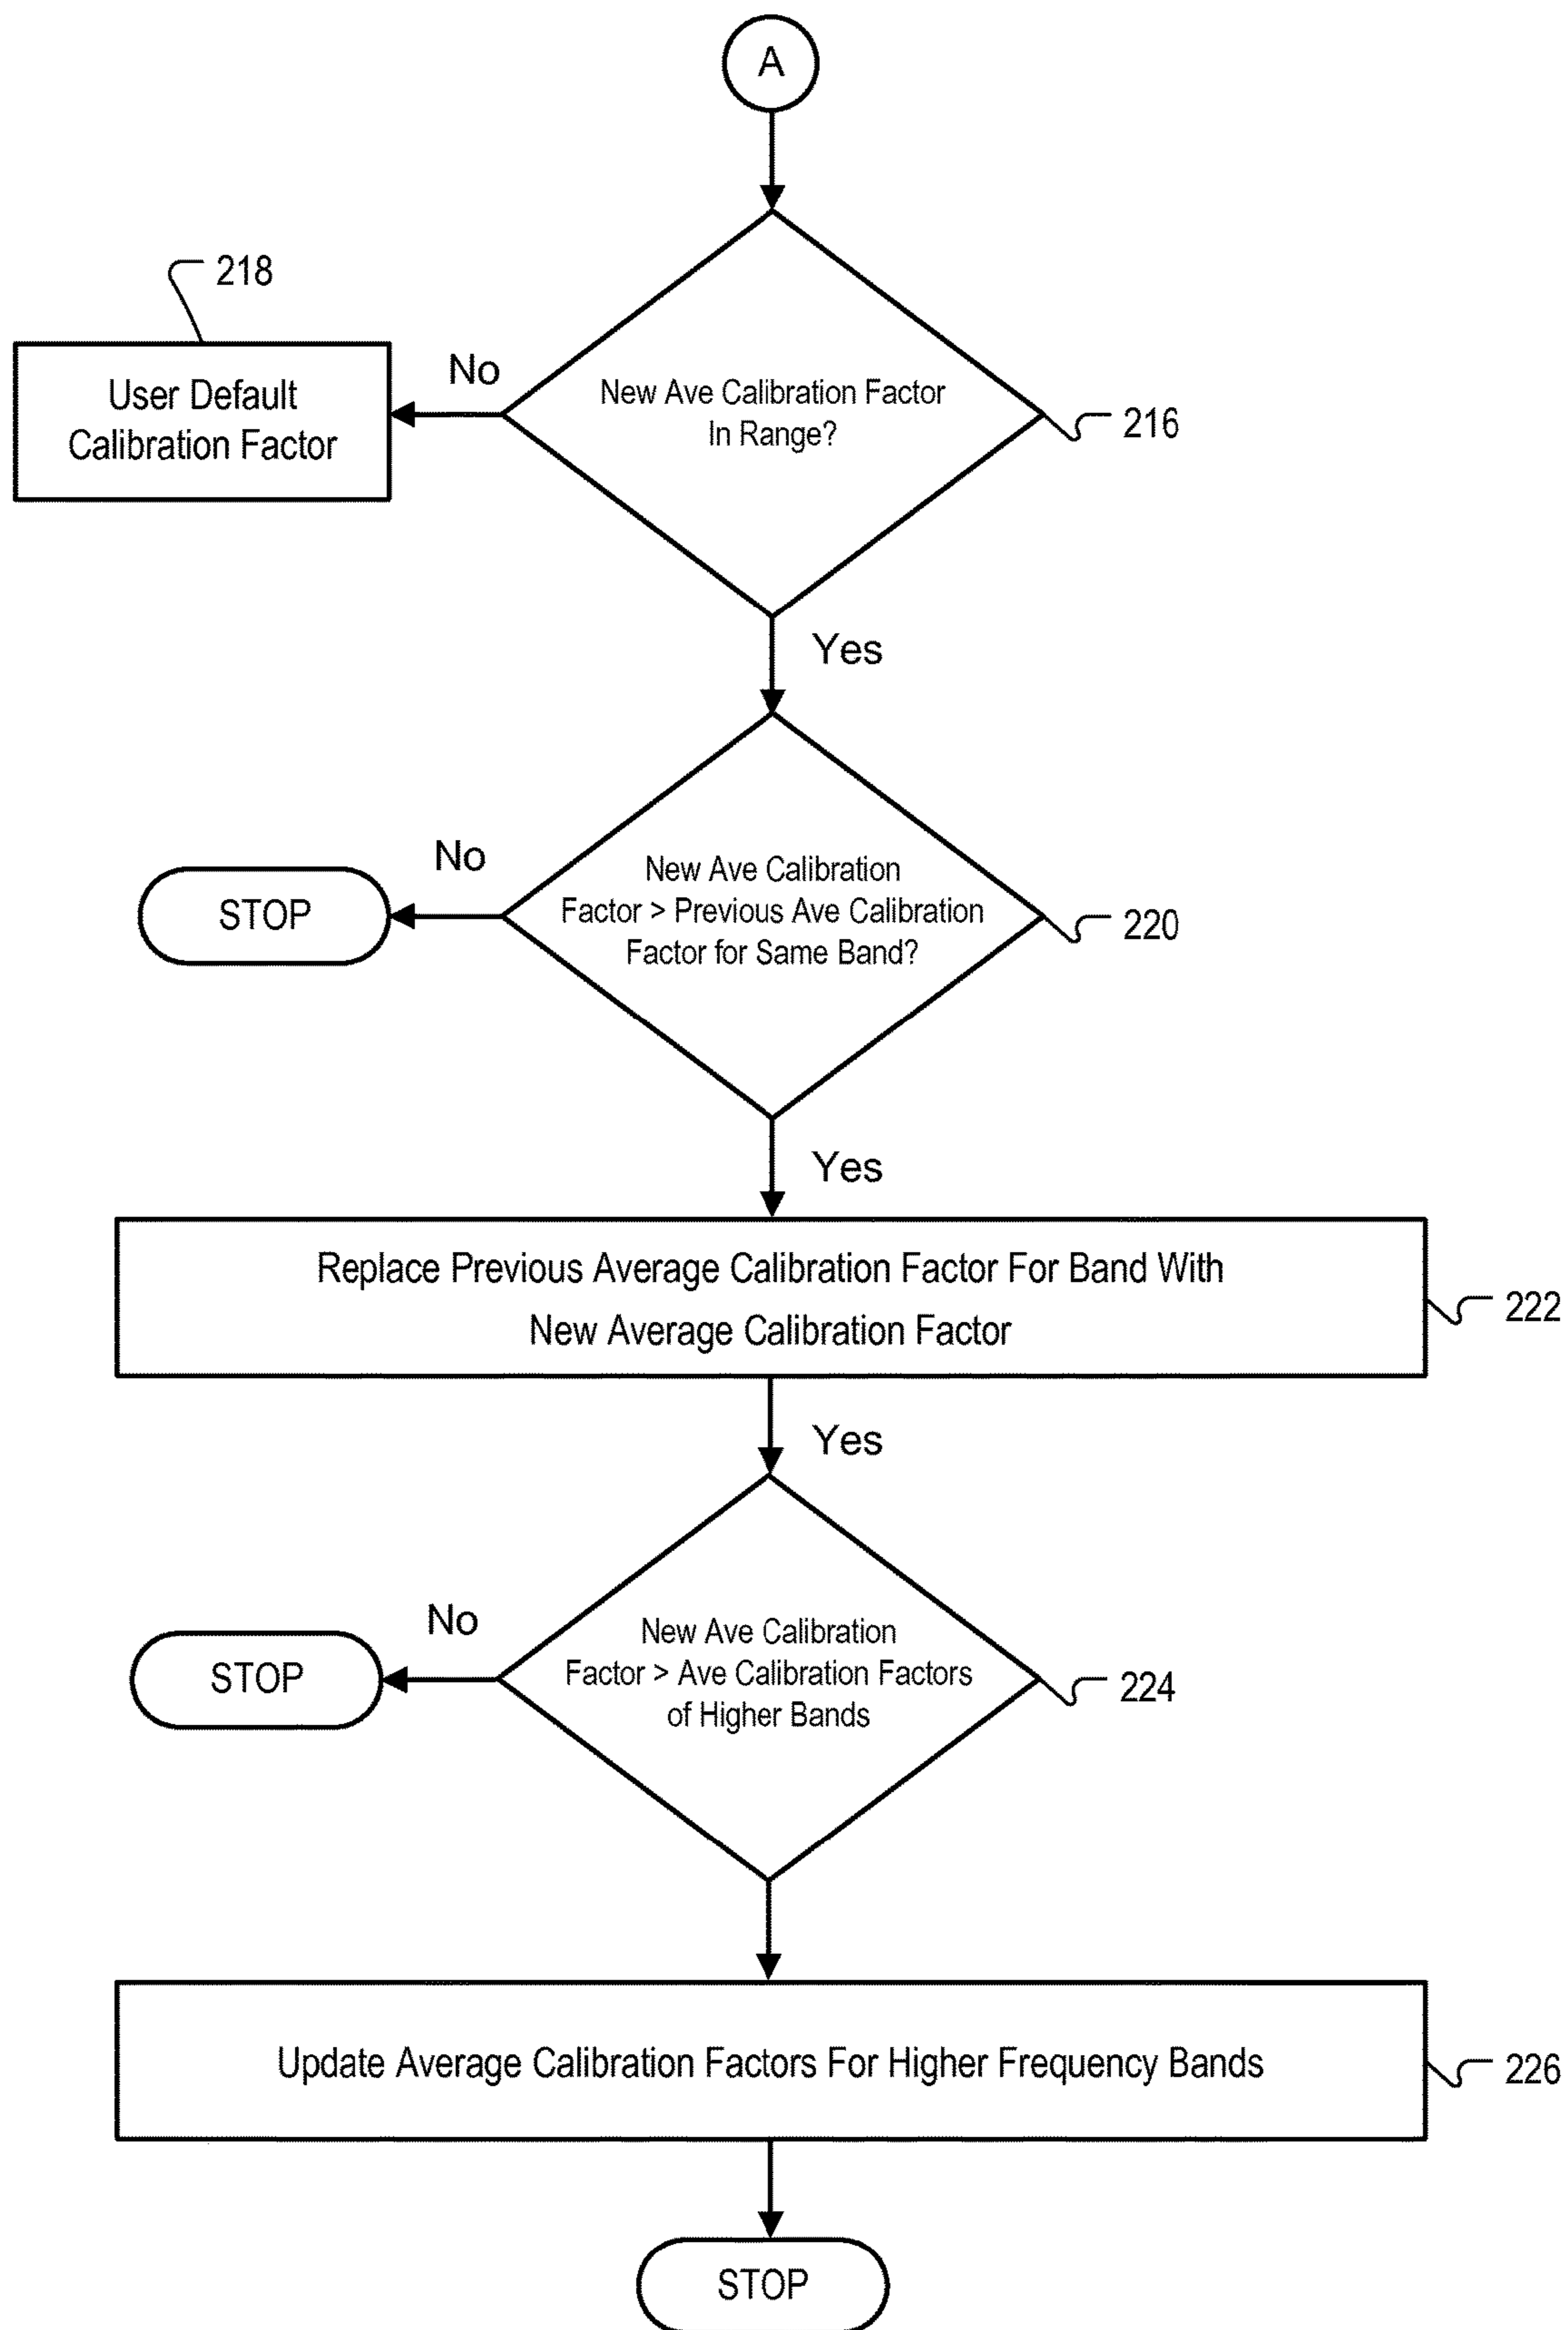 A
218
No
User Default
Calibration Factor
New Ave Calibration Factor
In Range?
216
Yes
No
STOP
New Ave Calibration
Factor > Previous Ave Calibration
Factor for Same Band?
220
Yes
Replace Previous Average Calibration Factor For Band With
New Average Calibration Factor
222
Yes
No
STOP
New Ave Calibration
Factor > Ave Calibration Factors
of Higher Bands
224
Update Average Calibration Factors For Higher Frequency Bands
226
STOP